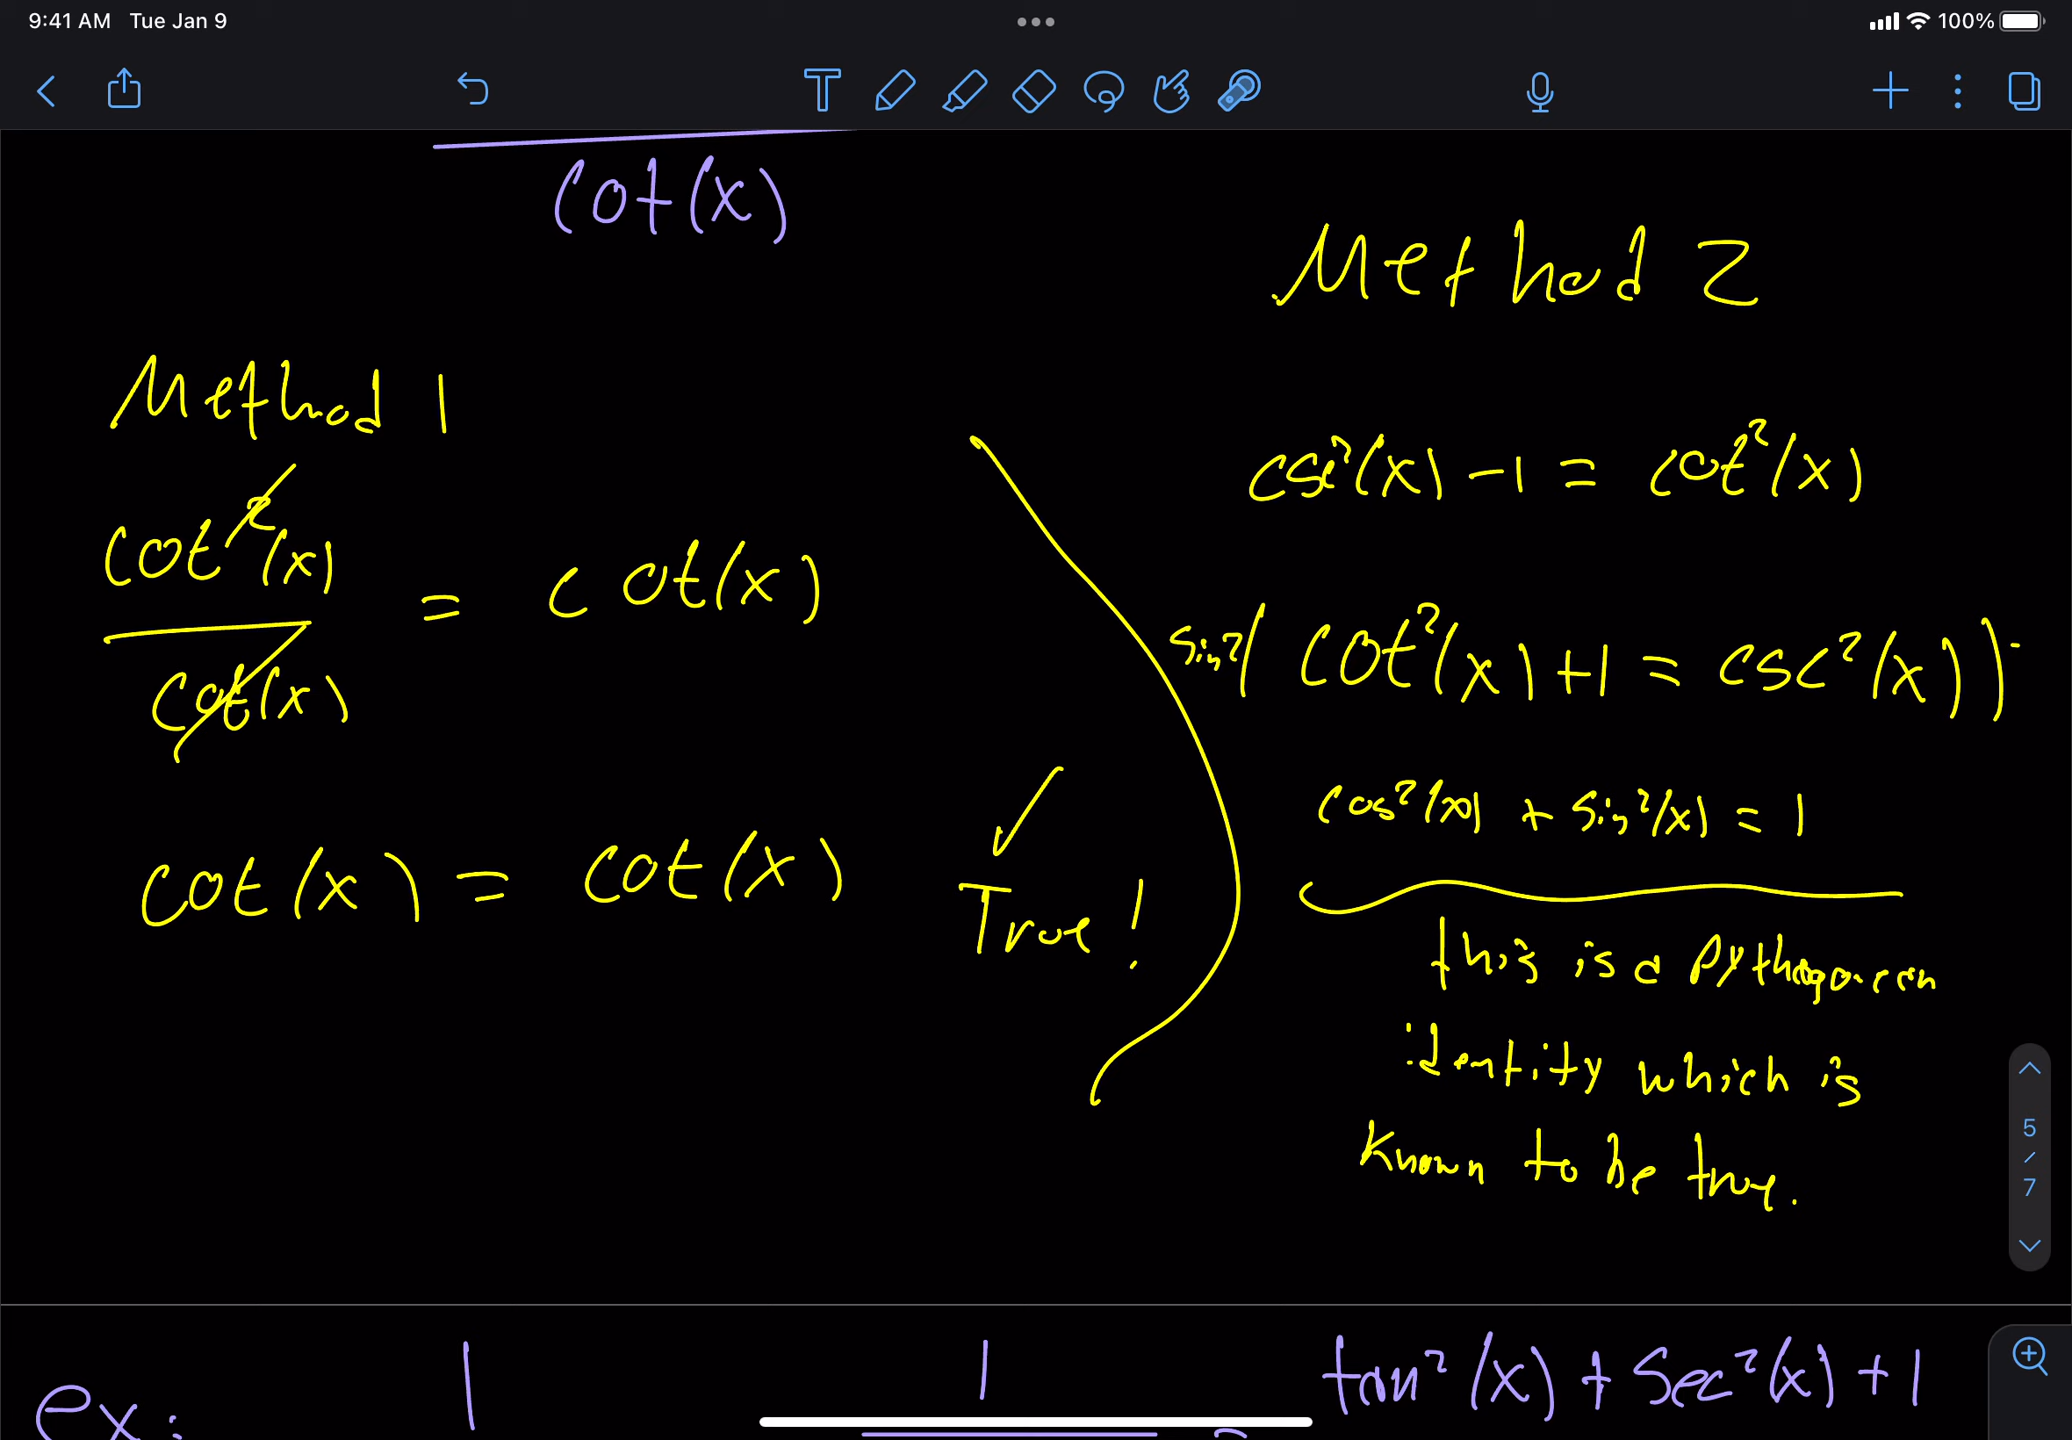 9:41 AM Tue Jan 9
100%
cot(x)
Method 2
Method 1
csc²(x) - 1 = cot²(x)
cot²(x)
= cot(x)
cot(x)
sin²( cot²(x) + 1 = csc²(x))
cos²(x) + sin²(x) = 1
cot(x) = cot(x)
True!
this is a Pythagorean
identity which is
known to be true.
5
/
7
ex:
1
1
=
tan²(x) + sec²(x) + 1